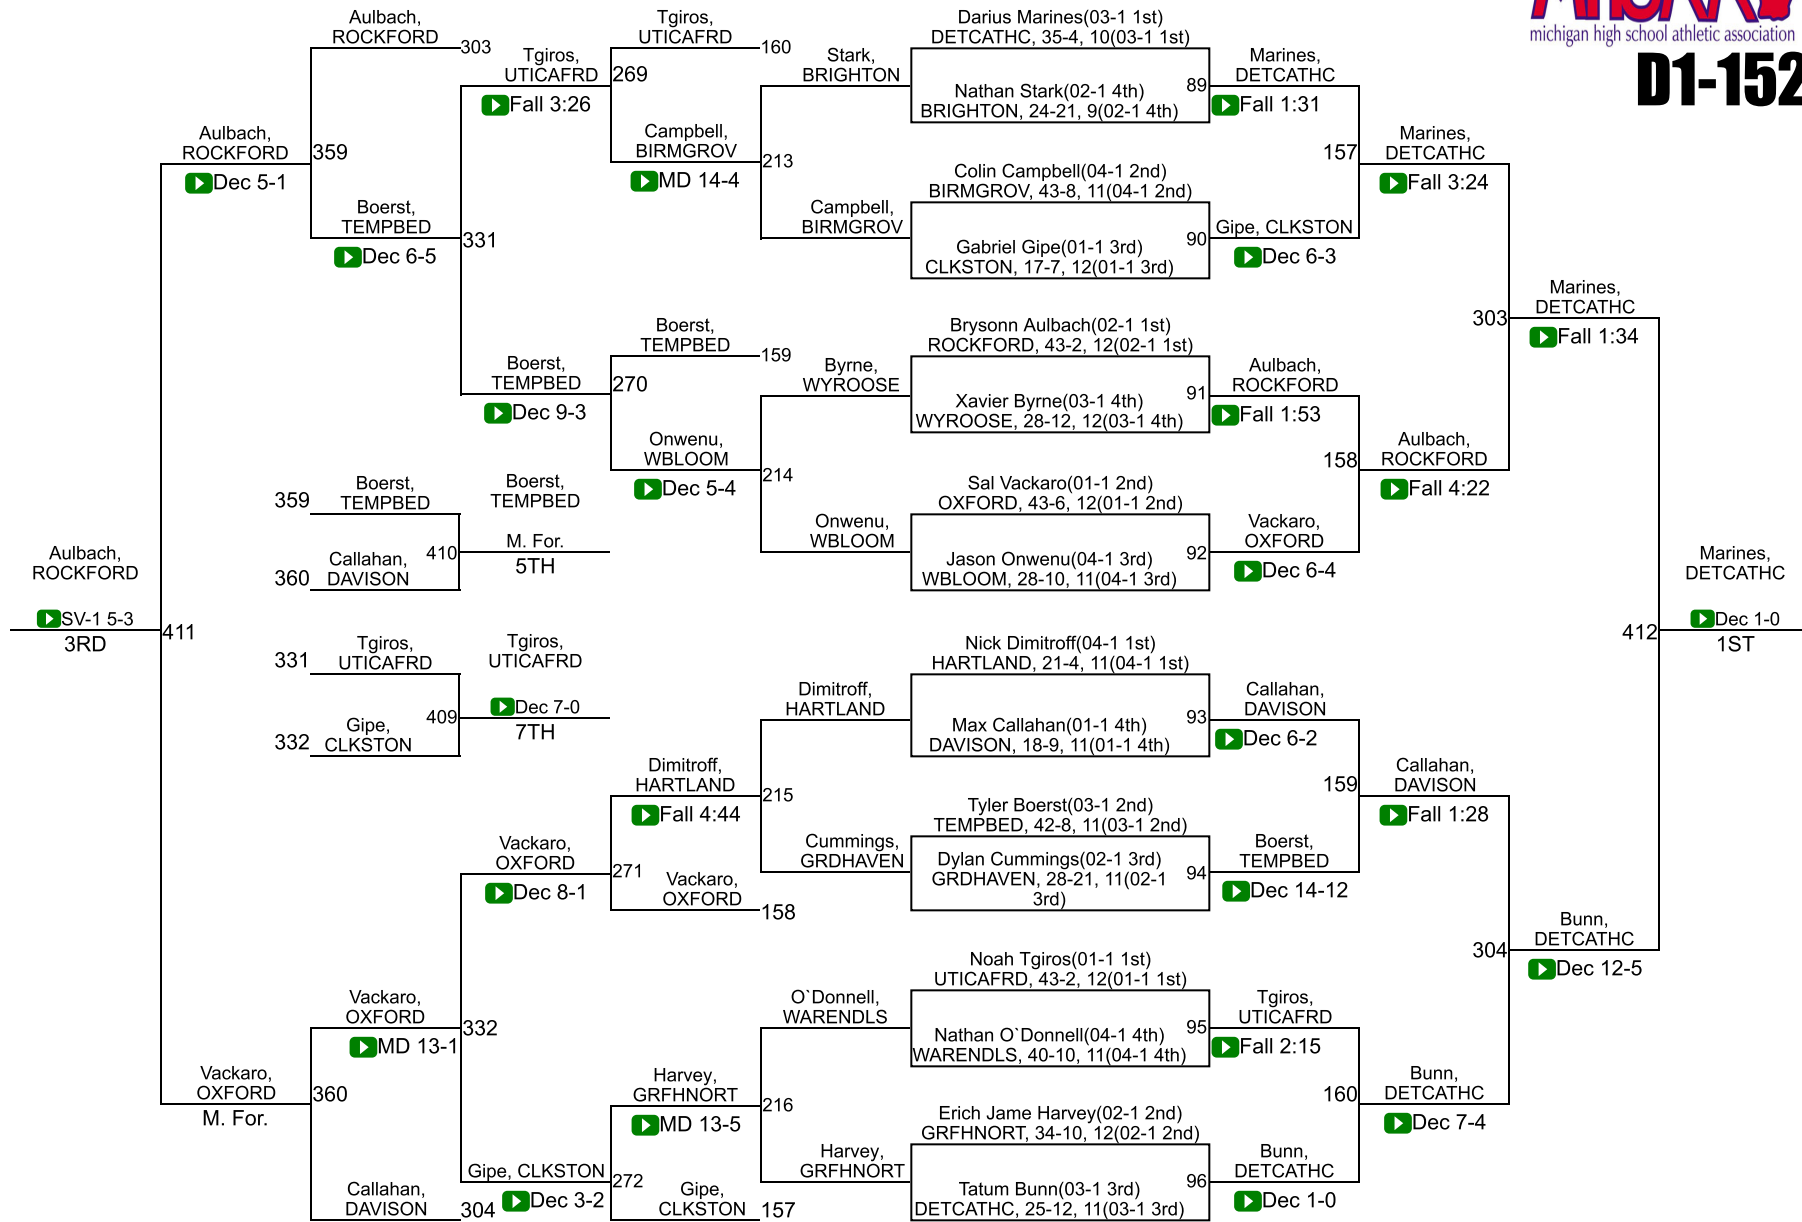 MHSAA
michigan high school athletic association
D1-152
Aulbach,
ROCKFORD
303
Tgiros,
UTICAFRD
Fall 3:26
Tgiros,
UTICAFRD
160
269
Stark,
BRIGHTON
Darius Marines(03-1 1st)
DETCATHC, 35-4, 10(03-1 1st)
Nathan Stark(02-1 4th)
BRIGHTON, 24-21, 9(02-1 4th)
89
Marines,
DETCATHC
Fall 1:31
Aulbach,
ROCKFORD
Dec 5-1
359
Campbell,
BIRMGROV
MD 14-4
213
157
Marines,
DETCATHC
Fall 3:24
Boerst,
TEMPBED
Dec 6-5
331
Campbell,
BIRMGROV
Colin Campbell(04-1 2nd)
BIRMGROV, 43-8, 11(04-1 2nd)
Gabriel Gipe(01-1 3rd)
CLKSTON, 17-7, 12(01-1 3rd)
90
Gipe, CLKSTON
Dec 6-3
303
Marines,
DETCATHC
Fall 1:34
Boerst,
TEMPBED
Dec 9-3
Boerst,
TEMPBED
159
270
Byrne,
WYROOSE
Brysonn Aulbach(02-1 1st)
ROCKFORD, 43-2, 12(02-1 1st)
Xavier Byrne(03-1 4th)
WYROOSE, 28-12, 12(03-1 4th)
91
Aulbach,
ROCKFORD
Fall 1:53
Onwenu,
WBLOOM
Dec 5-4
214
158
Aulbach,
ROCKFORD
Fall 4:22
359
Boerst,
TEMPBED
360
Callahan,
DAVISON
410
Boerst,
TEMPBED
M. For.
5TH
Onwenu,
WBLOOM
Sal Vackaro(01-1 2nd)
OXFORD, 43-6, 12(01-1 2nd)
Jason Onwenu(04-1 3rd)
WBLOOM, 28-10, 11(04-1 3rd)
92
Vackaro,
OXFORD
Dec 6-4
Aulbach,
ROCKFORD
SV-1 5-3
3RD
411
412
Marines,
DETCATHC
Dec 1-0
1ST
331
Tgiros,
UTICAFRD
332
Gipe,
CLKSTON
409
Tgiros,
UTICAFRD
Dec 7-0
7TH
Dimitroff,
HARTLAND
Nick Dimitroff(04-1 1st)
HARTLAND, 21-4, 11(04-1 1st)
Max Callahan(01-1 4th)
DAVISON, 18-9, 11(01-1 4th)
93
Callahan,
DAVISON
Dec 6-2
Dimitroff,
HARTLAND
Fall 4:44
215
159
Callahan,
DAVISON
Fall 1:28
Vackaro,
OXFORD
Dec 8-1
271
Vackaro,
OXFORD
158
Cummings,
GRDHAVEN
Tyler Boerst(03-1 2nd)
TEMPBED, 42-8, 11(03-1 2nd)
Dylan Cummings(02-1 3rd)
GRDHAVEN, 28-21, 11(02-1
3rd)
94
Boerst,
TEMPBED
Dec 14-12
304
Bunn,
DETCATHC
Dec 12-5
Vackaro,
OXFORD
MD 13-1
332
O`Donnell,
WARENDLS
Noah Tgiros(01-1 1st)
UTICAFRD, 43-2, 12(01-1 1st)
Nathan O`Donnell(04-1 4th)
WARENDLS, 40-10, 11(04-1 4th)
95
Tgiros,
UTICAFRD
Fall 2:15
Vackaro,
OXFORD
M. For.
360
Harvey,
GRFHNORT
MD 13-5
216
160
Bunn,
DETCATHC
Dec 7-4
Callahan,
DAVISON
304
Gipe, CLKSTON
Dec 3-2
272
Gipe,
CLKSTON
157
Harvey,
GRFHNORT
Erich Jame Harvey(02-1 2nd)
GRFHNORT, 34-10, 12(02-1 2nd)
Tatum Bunn(03-1 3rd)
DETCATHC, 25-12, 11(03-1 3rd)
96
Bunn,
DETCATHC
Dec 1-0